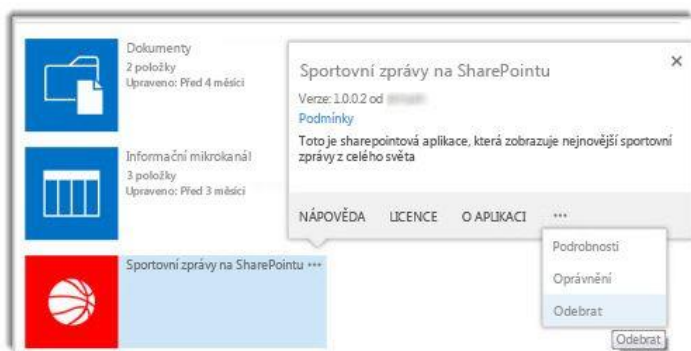 Dokumenty
2 položky
Upraveno: Před 4 měsíci
Informační mikrokanál
3 položky
Upraveno: Před 3 měsíci
Sportovní zprávy na SharePointu •••
Sportovní zprávy na SharePointu
Verze: 1.0.0.2 od
Podmínky
Toto je sharepointová aplikace, která zobrazuje nejnovější sportovní
zprávy z celého světa
NÁPOVĚDA LICENCE O APLIKACI •••
Podrobnosti
Oprávnění
Odebrat
Odebrat